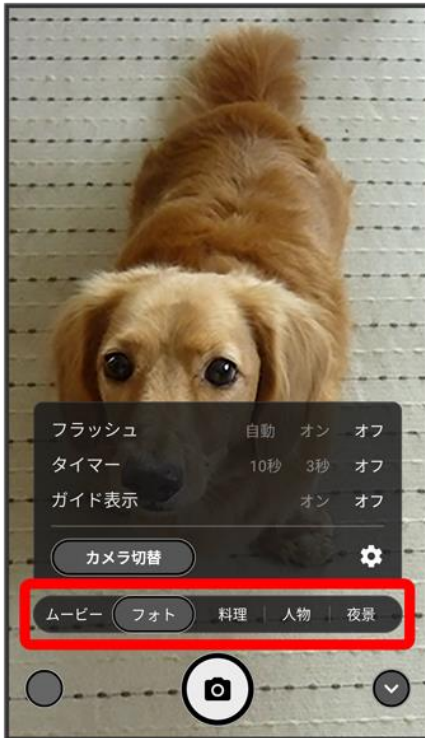 フラッシュ 自動 オン オフ
タイマー 10秒 3秒 オフ
ガイド表示 オン オフ
カメラ切替
ムービー フォト 料理 人物 夜景